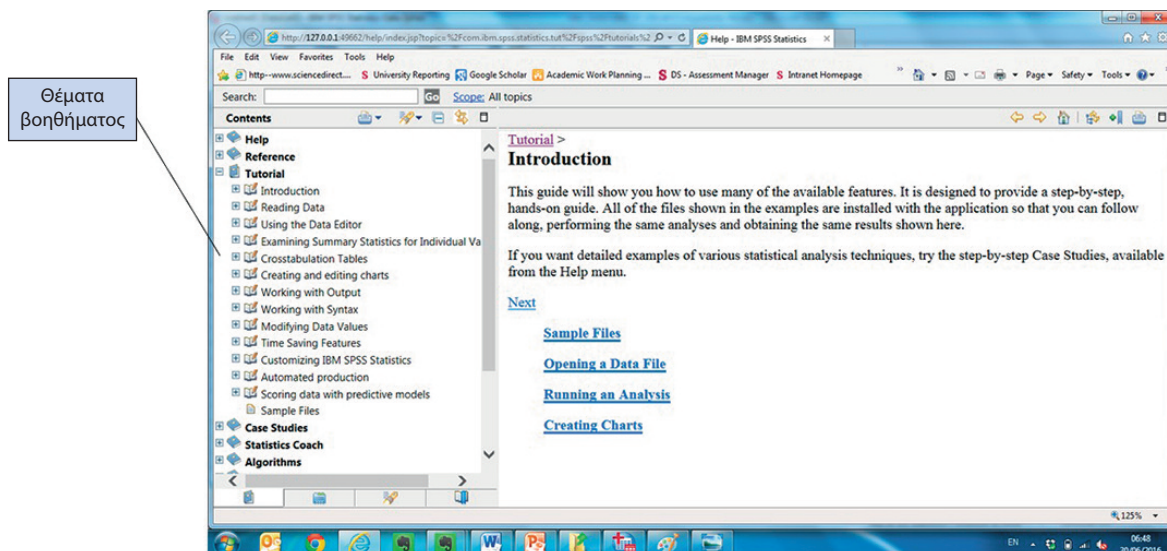 Θέματα
βοηθήματος
http://127.0.0.1:49662/help/index.jsp?topic=%2Fcom.ibm.spss.statistics.tut%2Fspss%2Ftutorials%2
Help - IBM SPSS Statistics
File Edit View Favorites Tools Help
http--www.sciencedirect.... University Reporting Google Scholar Academic Work Planning ... DS - Assessment Manager Intranet Homepage » Page Safety Tools
Search: Go Scope: All topics
Contents
Help
Reference
Tutorial
Introduction
Reading Data
Using the Data Editor
Examining Summary Statistics for Individual Va
Crosstabulation Tables
Creating and editing charts
Working with Output
Working with Syntax
Modifying Data Values
Time Saving Features
Customizing IBM SPSS Statistics
Automated production
Scoring data with predictive models
Sample Files
Case Studies
Statistics Coach
Algorithms
Tutorial >
Introduction
This guide will show you how to use many of the available features. It is designed to provide a step-by-step,
hands-on guide. All of the files shown in the examples are installed with the application so that you can follow
along, performing the same analyses and obtaining the same results shown here.
If you want detailed examples of various statistical analysis techniques, try the step-by-step Case Studies, available
from the Help menu.
Next
Sample Files
Opening a Data File
Running an Analysis
Creating Charts
125%
EN 06:48